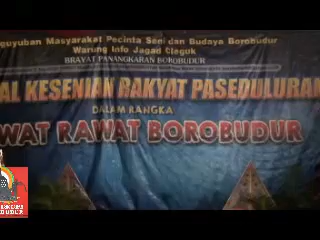 guyuban Masyarakat Pecinta Seni dan Budaya Borobudur
Warung Info Jagad Cleguk
BRAYAT PANANGKARAN BOROBUDUR
AL KESENIAN RAKYAT PASEDULURAN
DALAM RANGKA
WAT RAWAT BOROBUDUR